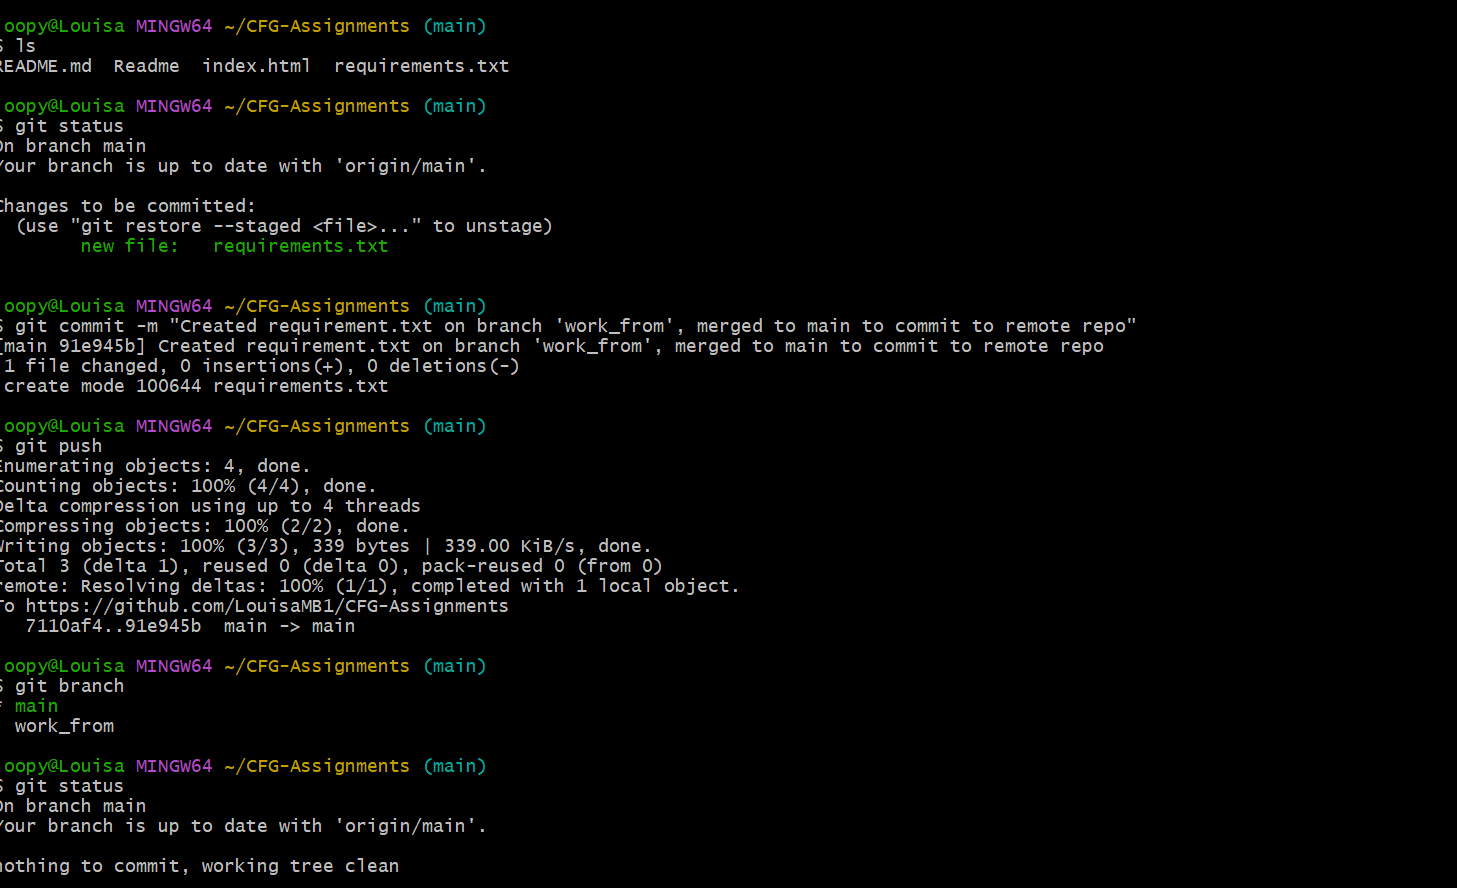 oopy@Louisa MINGW64 ~/CFG-Assignments (main)
$ ls
README.md  Readme  index.html  requirements.txt
oopy@Louisa MINGW64 ~/CFG-Assignments (main)
$ git status
On branch main
Your branch is up to date with 'origin/main'.
Changes to be committed:
  (use "git restore --staged <file>..." to unstage)
        new file:   requirements.txt
oopy@Louisa MINGW64 ~/CFG-Assignments (main)
$ git commit -m "Created requirement.txt on branch 'work_from', merged to main to commit to remote repo"
[main 91e945b] Created requirement.txt on branch 'work_from', merged to main to commit to remote repo
 1 file changed, 0 insertions(+), 0 deletions(-)
 create mode 100644 requirements.txt
oopy@Louisa MINGW64 ~/CFG-Assignments (main)
$ git push
Enumerating objects: 4, done.
Counting objects: 100% (4/4), done.
Delta compression using up to 4 threads
Compressing objects: 100% (2/2), done.
Writing objects: 100% (3/3), 339 bytes | 339.00 KiB/s, done.
Total 3 (delta 1), reused 0 (delta 0), pack-reused 0 (from 0)
remote: Resolving deltas: 100% (1/1), completed with 1 local object.
To https://github.com/LouisaMB1/CFG-Assignments
   7110af4..91e945b  main -> main
oopy@Louisa MINGW64 ~/CFG-Assignments (main)
$ git branch
* main
  work_from
oopy@Louisa MINGW64 ~/CFG-Assignments (main)
$ git status
On branch main
Your branch is up to date with 'origin/main'.
nothing to commit, working tree clean